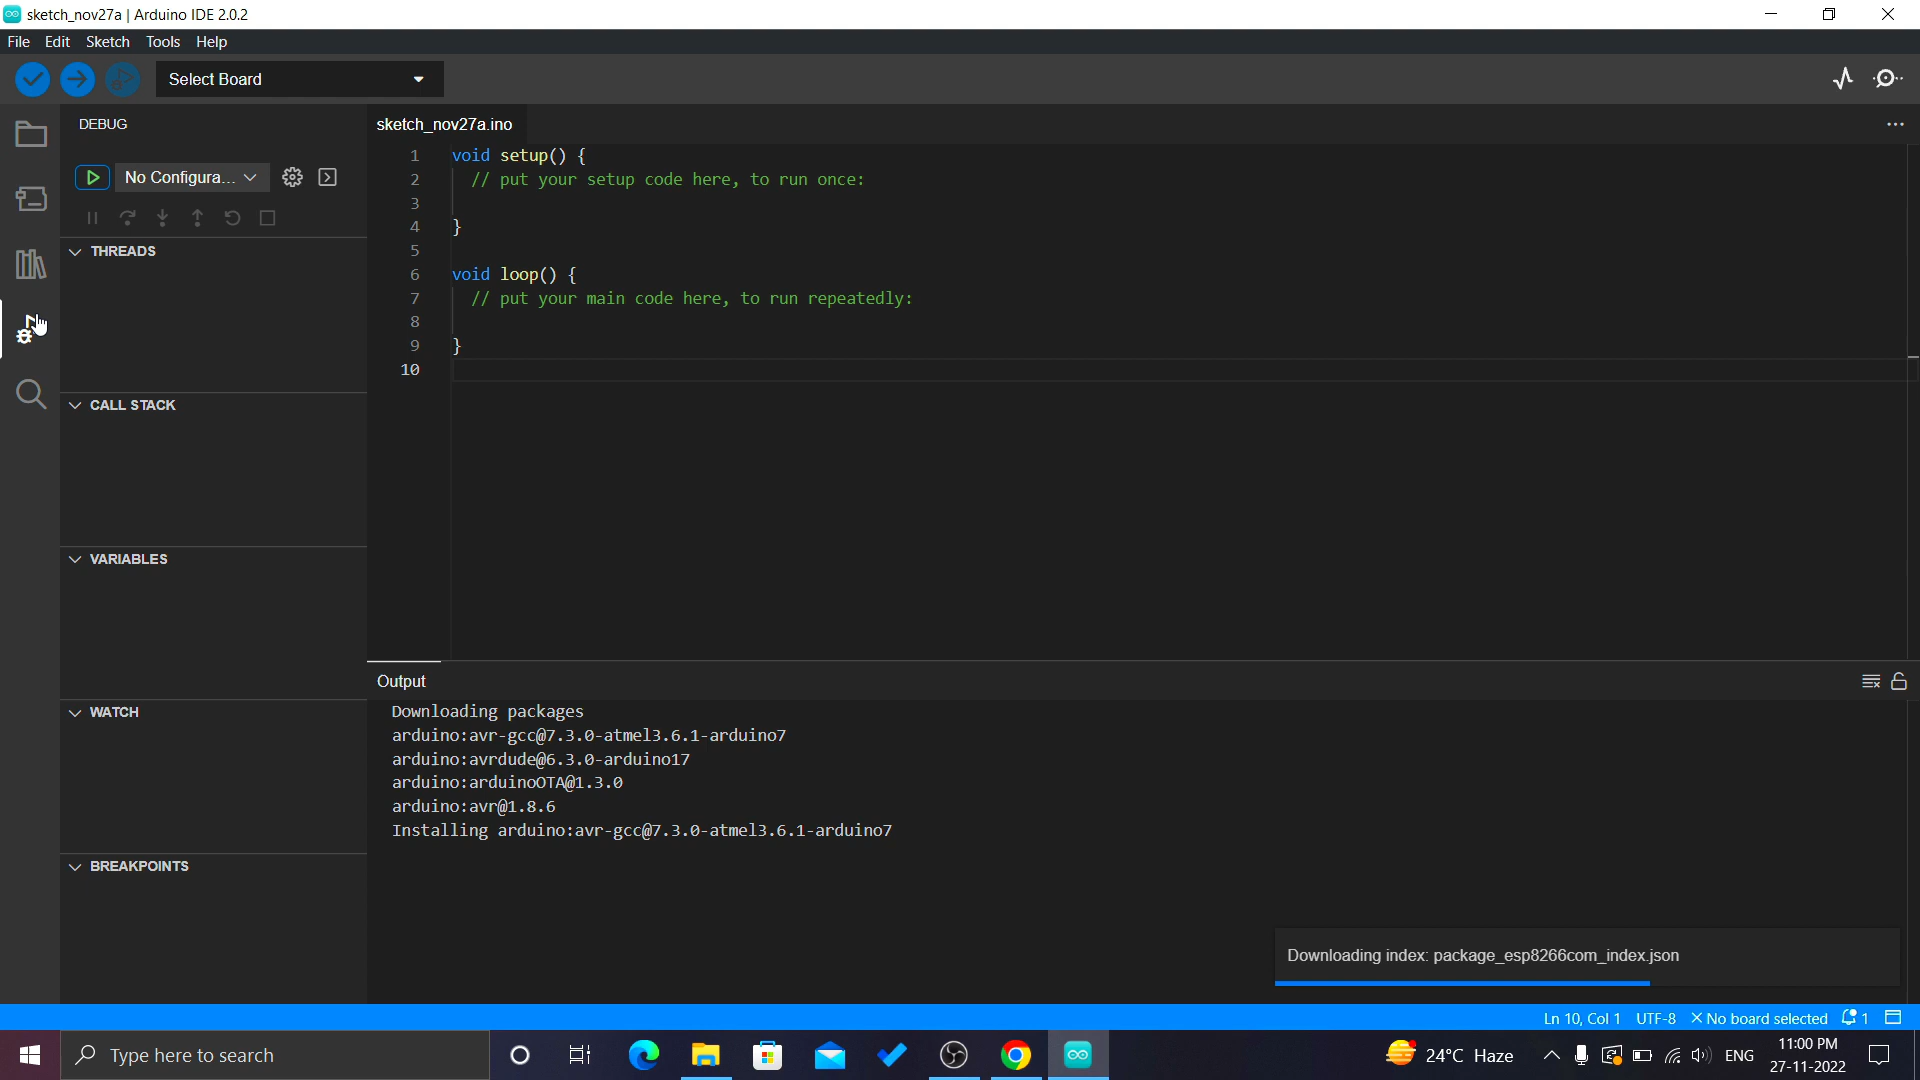 sketch_nov27a | Arduino IDE 2.0.2
File Edit Sketch Tools Help
Select Board
DEBUG
No Configura...
THREADS
CALL STACK
VARIABLES
WATCH
BREAKPOINTS
sketch_nov27a.ino
1 void setup() {
2 // put your setup code here, to run once:
3
4 }
5
6 void loop() {
7 // put your main code here, to run repeatedly:
8
9 }
10
Output
Downloading packages
arduino:avr-gcc@7.3.0-atmel3.6.1-arduino7
arduino:avrdude@6.3.0-arduino17
arduino:arduinoOTA@1.3.0
arduino:avr@1.8.6
Installing arduino:avr-gcc@7.3.0-atmel3.6.1-arduino7
Downloading index: package_esp8266com_index.json
Ln 10, Col 1 UTF-8 No board selected 1
Type here to search
24°C Haze
ENG
11:00 PM
27-11-2022